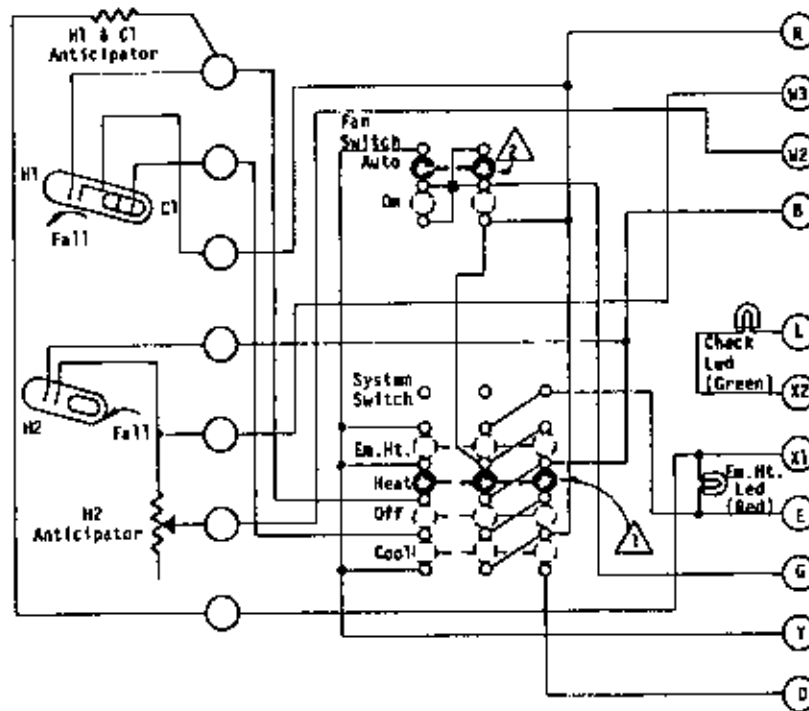 H1 & C1
Anticipator
R
W3
Fan
Switch
Auto
2
W2
H1
C1
On
B
Fall
L
Check
Led
(Green)
X2
System
Switch
H2
Fall
Em.Ht.
X1
Em.Ht.
Led
(Red)
Heat
E
H2
Anticipator
Off
1
Cool
G
Y
D